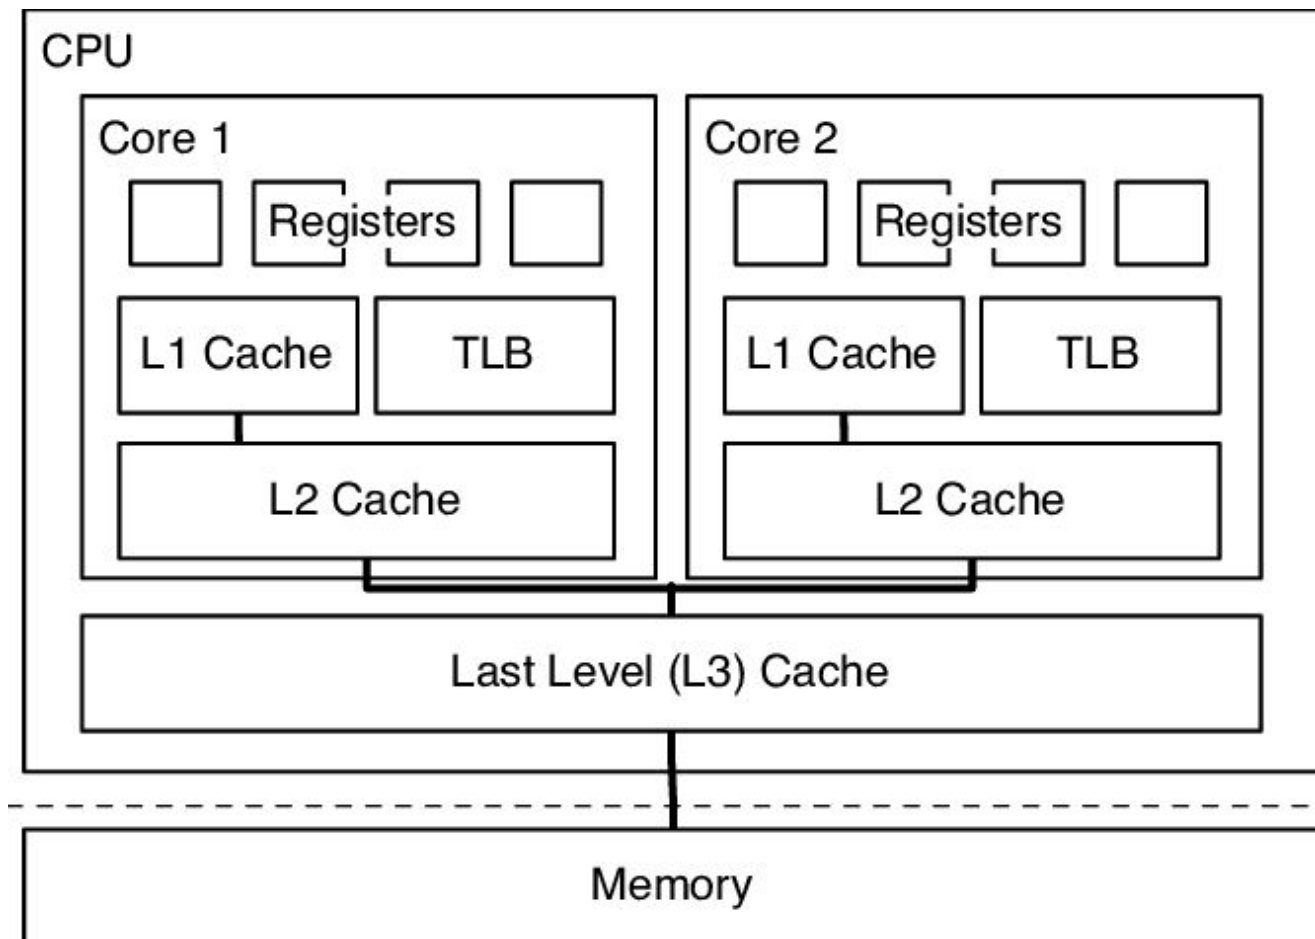 CPU
Core 1
Core 2
Registers
Registers
L1 Cache
TLB
L1 Cache
TLB
L2 Cache
L2 Cache
Last Level (L3) Cache
Memory